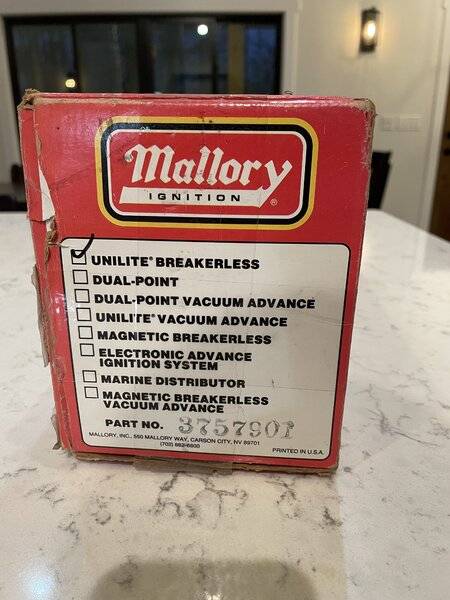 Mallory
IGNITION ®
UNILITE® BREAKERLESS
DUAL-POINT
DUAL-POINT VACUUM ADVANCE
UNILITE® VACUUM ADVANCE
MAGNETIC BREAKERLESS
ELECTRONIC ADVANCE
IGNITION SYSTEM
MARINE DISTRIBUTOR
MAGNETIC BREAKERLESS
VACUUM ADVANCE
PART NO. 3757901
MALLORY, INC., 550 MALLORY WAY, CARSON CITY, NV 89701
(702) 882-6600
PRINTED IN U.S.A.